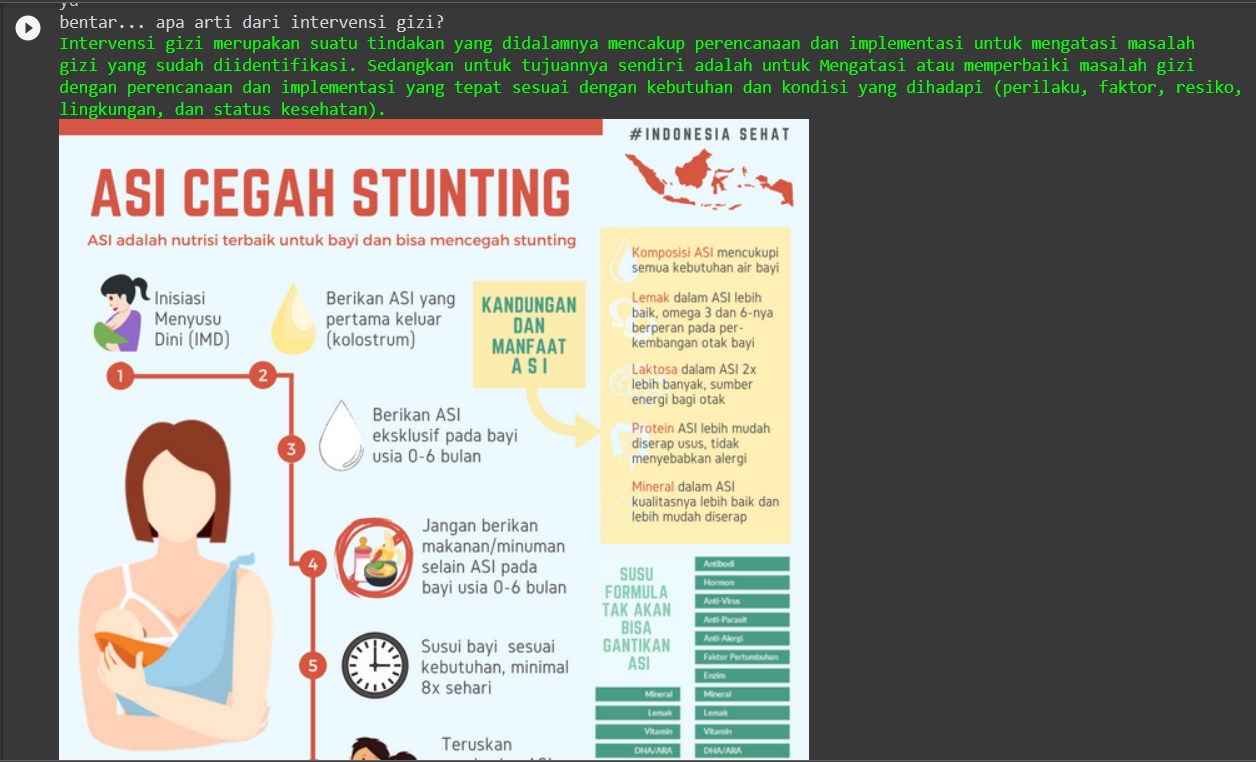 bentar... apa arti dari intervensi gizi?
Intervensi gizi merupakan suatu tindakan yang didalamnya mencakup perencanaan dan implementasi untuk mengatasi masalah
gizi yang sudah diidentifikasi. Sedangkan untuk tujuannya sendiri adalah untuk Mengatasi atau memperbaiki masalah gizi
dengan perencanaan dan implementasi yang tepat sesuai dengan kebutuhan dan kondisi yang dihadapi (perilaku, faktor, resiko,
lingkungan, dan status kesehatan).
#INDONESIA SEHAT
ASI CEGAH STUNTING
ASI adalah nutrisi terbaik untuk bayi dan bisa mencegah stunting
Inisiasi
Menyusu
Dini (IMD)
1
Berikan ASI yang
pertama keluar
(kolostrum)
2
Berikan ASI
eksklusif pada bayi
usia 0-6 bulan
3
Jangan berikan
makanan/minuman
selain ASI pada
bayi usia 0-6 bulan
4
Susui bayi sesuai
kebutuhan, minimal
8x sehari
5
Teruskan
KANDUNGAN
DAN
MANFAAT
ASI
Komposisi ASI mencukupi
semua kebutuhan air bayi
Lemak dalam ASI lebih
baik, omega 3 dan 6-nya
berperan pada per-
kembangan otak bayi
Laktosa dalam ASI 2x
lebih banyak, sumber
energi bagi otak
Protein ASI lebih mudah
diserap usus, tidak
menyebabkan alergi
Mineral dalam ASI
kualitasnya lebih baik dan
lebih mudah diserap
SUSU
FORMULA
TAK AKAN
BISA
GANTIKAN
ASI
Mineral
Lemak
Vitamin
DHA/ARA
Antibodi
Hormon
Anti-Virus
Anti-Parasit
Anti-Alergi
Faktor Pertumbuhan
Enzim
Mineral
Lemak
Vitamin
DHA/ARA